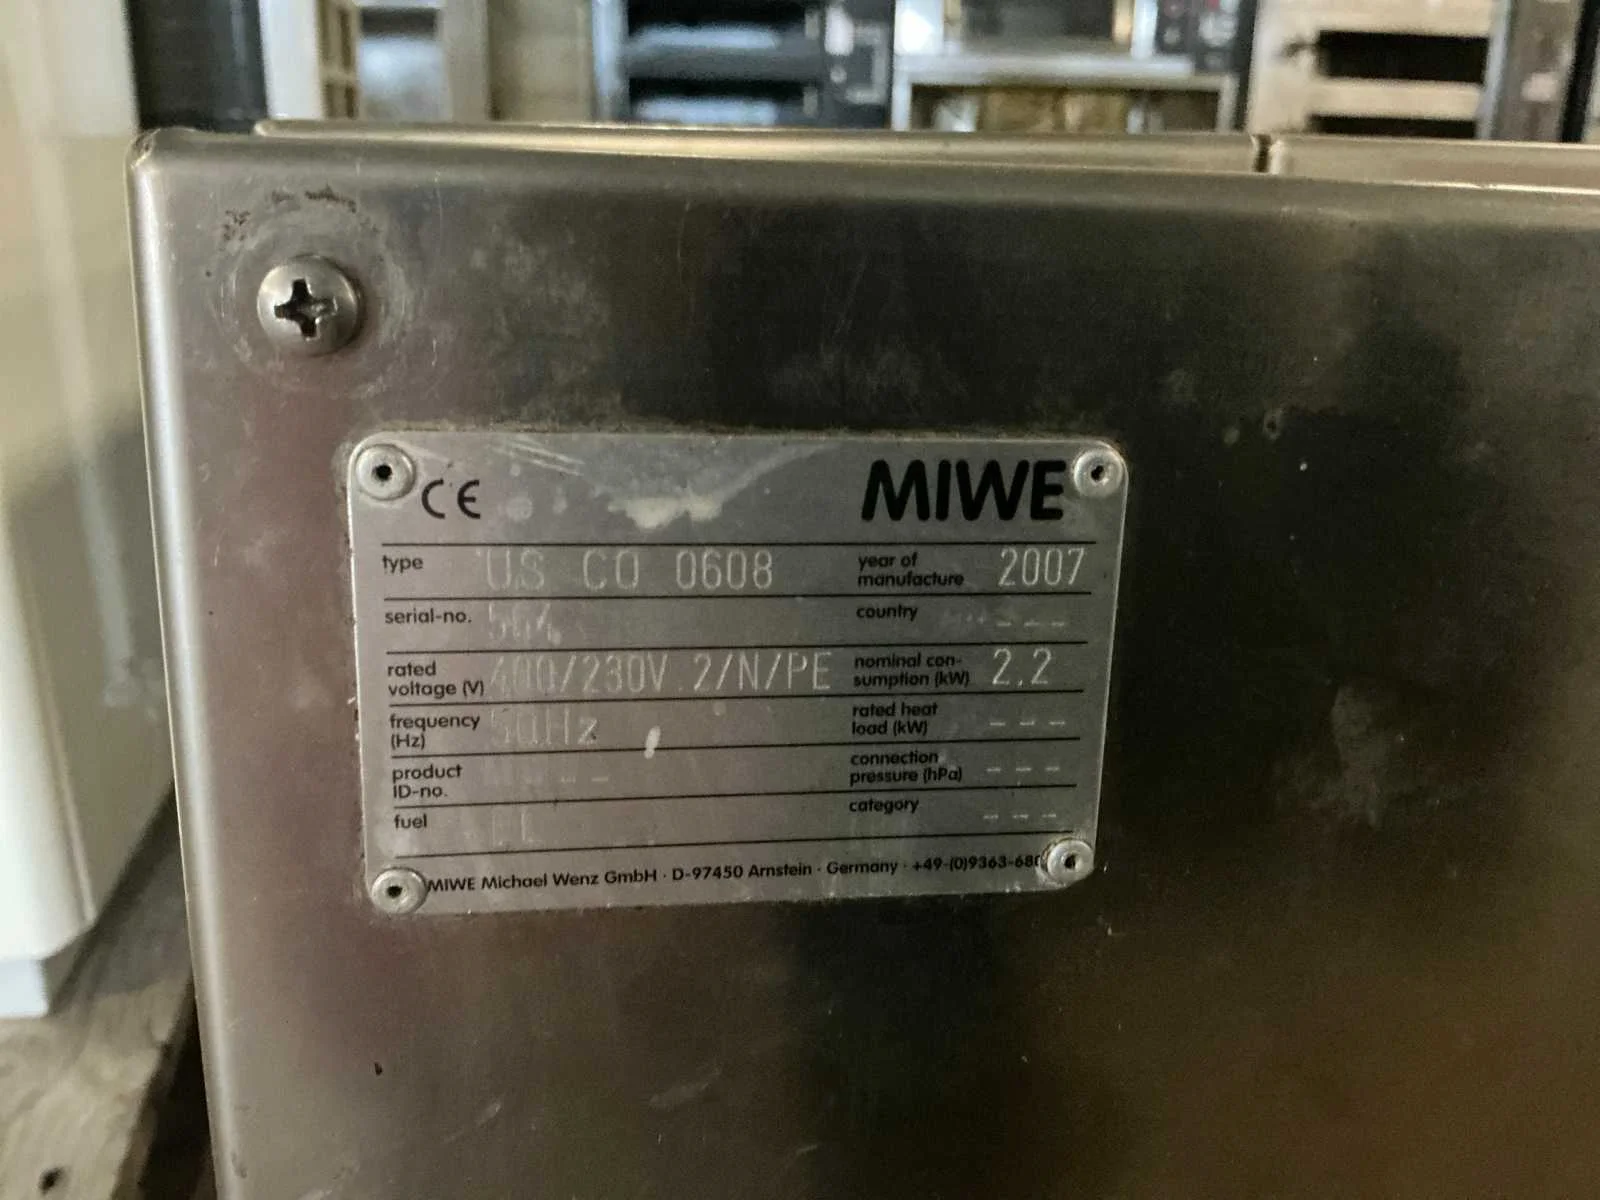 CE MIWE
type U.S CO 0608 year of manufacture 2007
serial-no. 564 country - - -
rated voltage (V) 400/230V 2/N/PE nominal con-sumption (kW) 2.2
frequency (Hz) 50Hz rated heat load (kW) - - -
product ID-no. - - - connection pressure (hPa) - - -
fuel category - - -
MIWE Michael Wenz GmbH · D-97450 Arnstein · Germany · +49-(0)9363-680